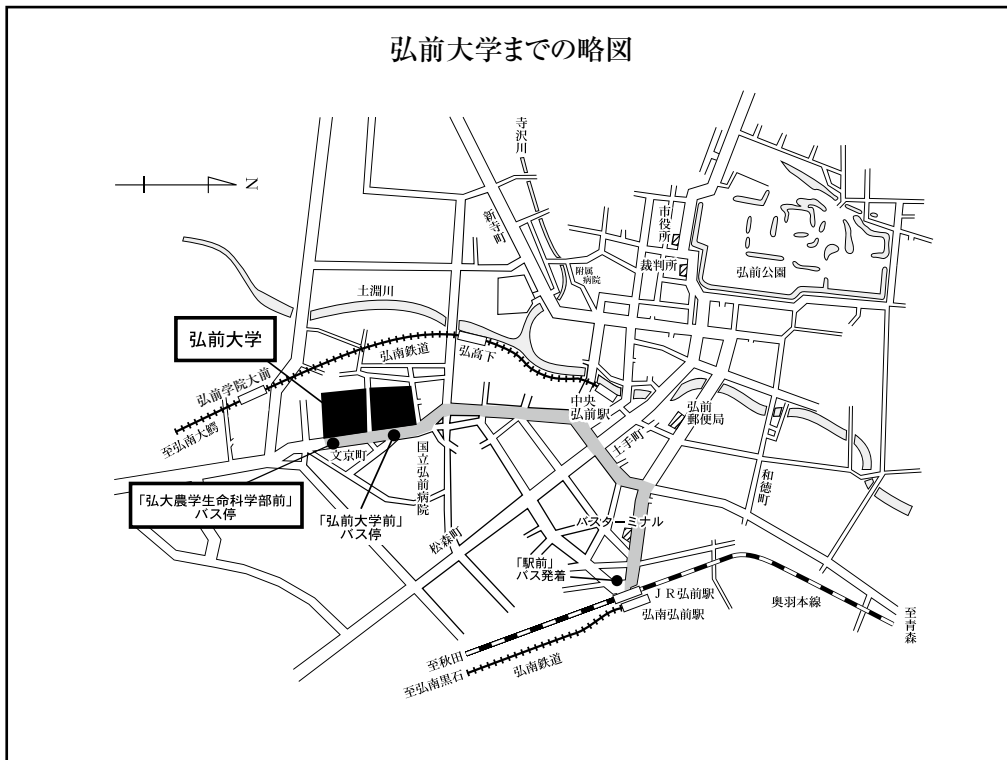 弘前大学までの略図
寺沢川
N
新寺町
市役所
裁判所
附属
病院
弘前公園
土淵川
弘前大学
弘南鉄道
弘高下
弘前学院大前
至弘南大鰐
中央
弘前駅
弘前
郵便局
土手町
和徳町
文京町
国立弘前病院
「弘大農学生命科学部前」
バス停
「弘前大学前」
バス停
松森町
バスターミナル
「駅前」
バス発着
JR弘前駅
弘南弘前駅
奥羽本線
至青森
至秋田
至弘南黒石
弘南鉄道